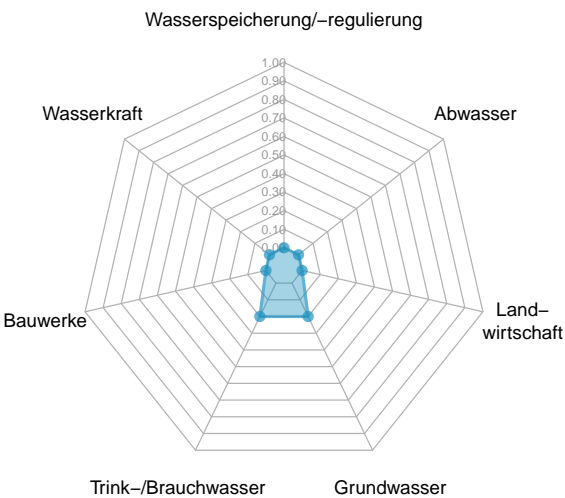 Wasserspeicherung/−regulierung
1.00
0.90
0.80
0.70
0.60
0.50
0.40
0.30
0.20
0.10
0.00
Wasserkraft
Abwasser
Bauwerke
Land−
wirtschaft
Trink−/Brauchwasser
Grundwasser